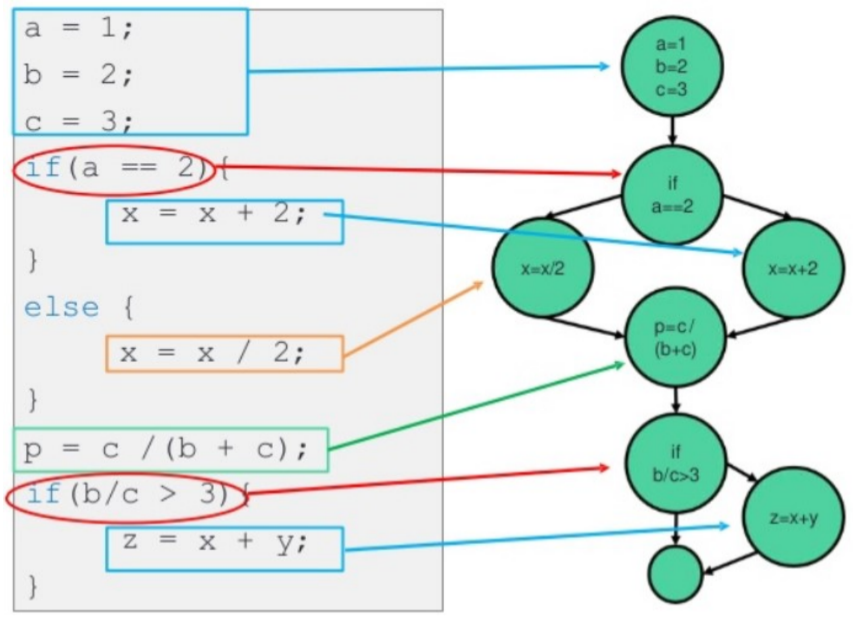 a = 1;
b = 2;
c = 3;
if(a == 2){
x = x + 2;
}
else {
x = x / 2;
}
p = c /(b + c);
if(b/c > 3){
z = x + y;
}
a=1
b=2
c=3
if
a==2
x=x/2
x=x+2
p=c/
(b+c)
if
b/c>3
z=x+y